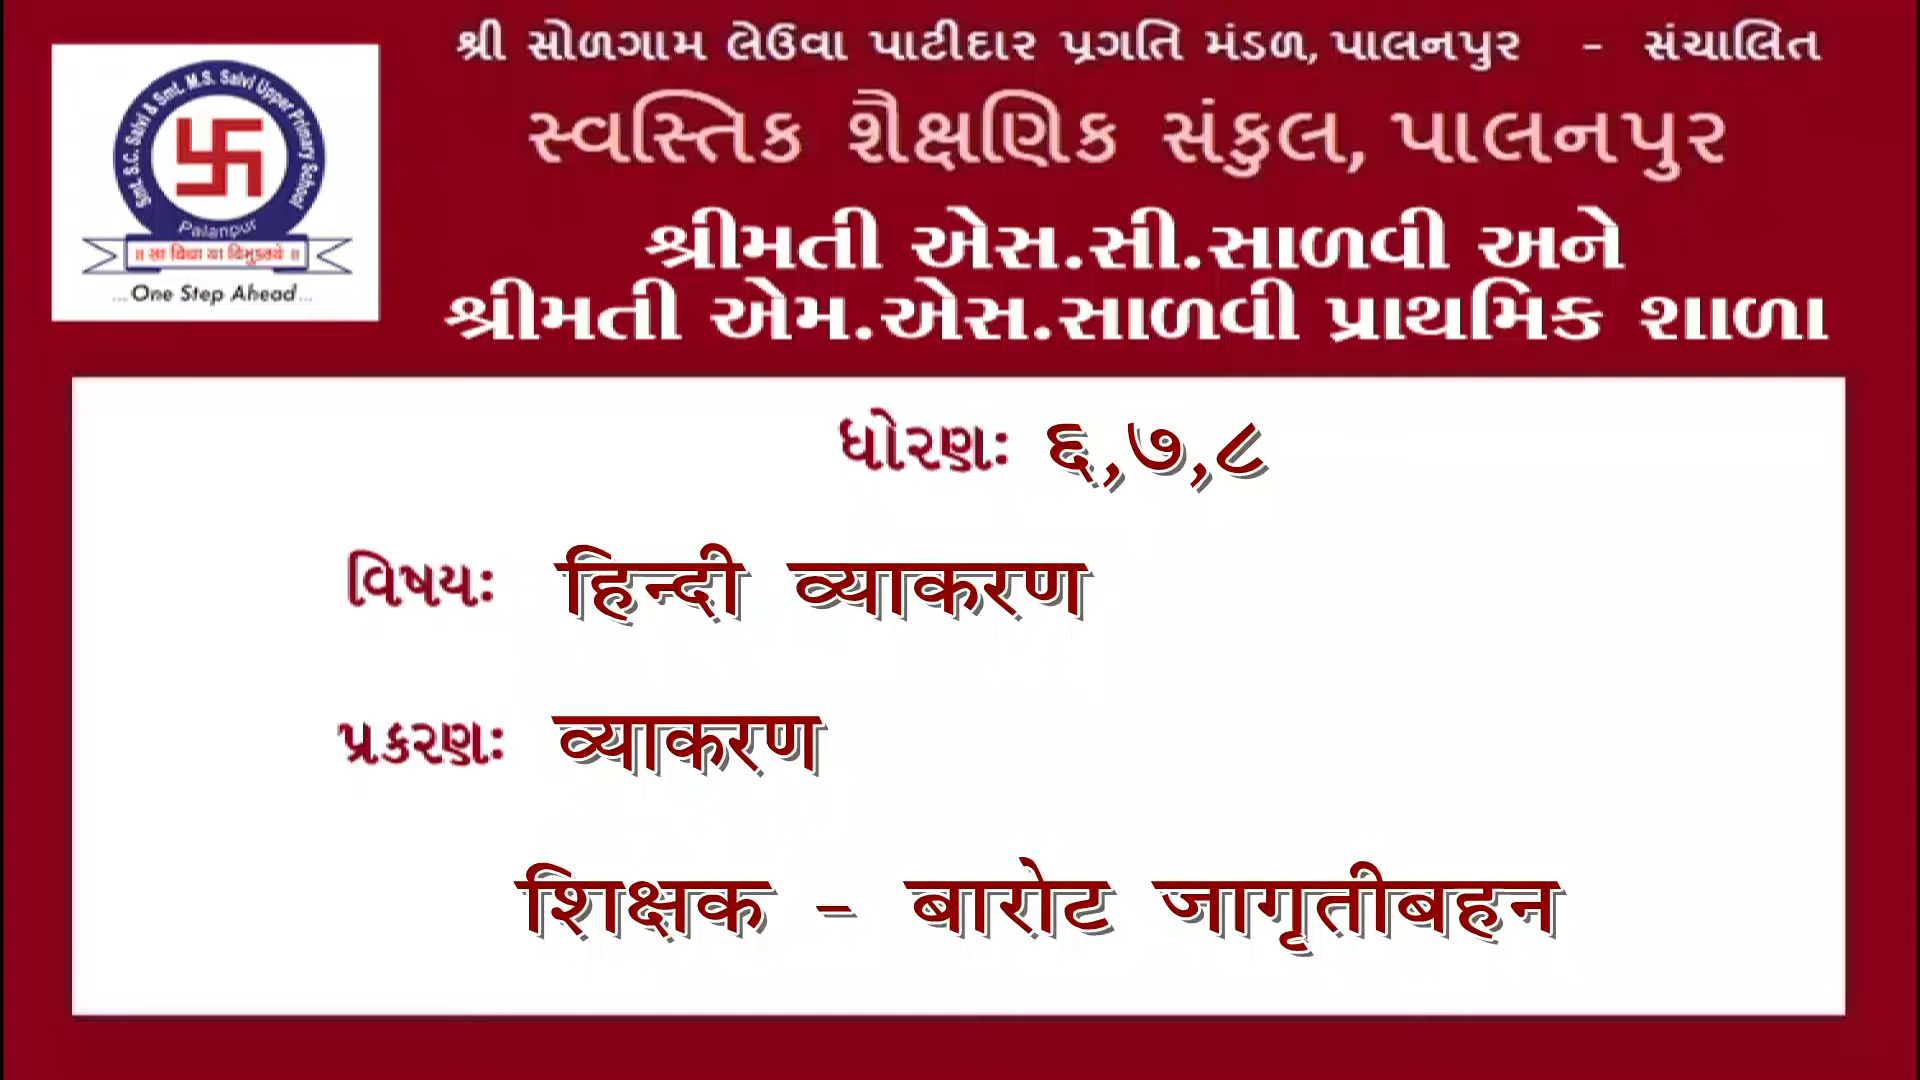 શ્રી સોળગામ લેઉવા પાટીદાર પ્રગતિ મંડળ, પાલનપુર - સંચાલિત
સ્વસ્તિક શૈક્ષણિક સંકુલ, પાલનપુર
શ્રીમતી એસ.સી.સાળવી અને
શ્રીમતી એમ.એસ.સાળવી પ્રાથમિક શાળા
Smt. S.C. Salvi & Smt. M.S. Salvi Upper Primary School
Palanpur
॥ सा विद्या या विमुक्तये ॥
...One Step Ahead...
ધોરણઃ ૬,૭,૮
વિષયઃ हिन्दी व्याकरण
પ્રકરણઃ व्याकरण
शिक्षक - बारोट जागृतीबहन